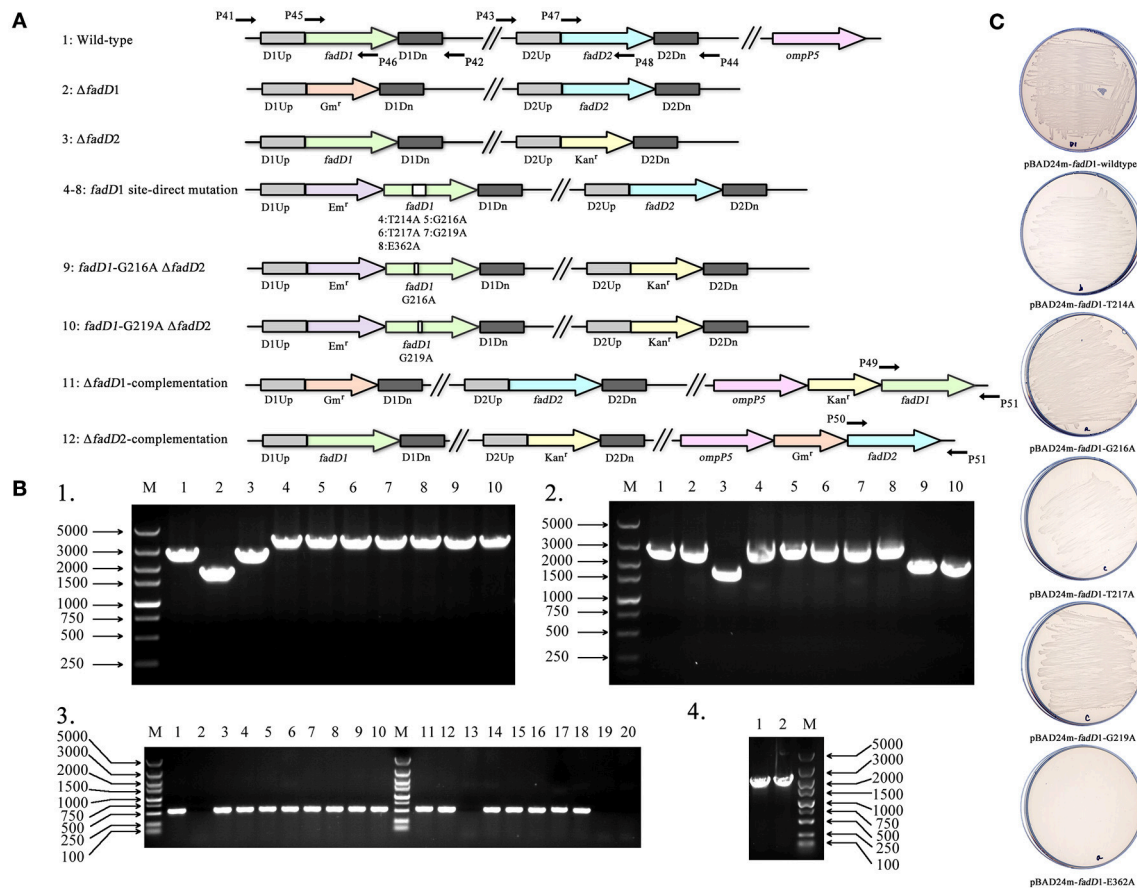 A
P41 P45 P43 P47
1: Wild-type
D1Up fadD1 P46 D1Dn P42 D2Up fadD2 P48 D2Dn P44 ompP5
2: ΔfadD1
D1Up Gmʳ D1Dn D2Up fadD2 D2Dn
3: ΔfadD2
D1Up fadD1 D1Dn D2Up Kanʳ D2Dn
4-8: fadD1 site-direct mutation
D1Up Emʳ fadD1 D1Dn D2Up fadD2 D2Dn
4:T214A 5:G216A
6:T217A 7:G219A
8:E362A
9: fadD1-G216A ΔfadD2
D1Up Emʳ fadD1 D1Dn D2Up Kanʳ D2Dn
G216A
10: fadD1-G219A ΔfadD2
D1Up Emʳ fadD1 D1Dn D2Up Kanʳ D2Dn
G219A
P49
11: ΔfadD1-complementation
D1Up Gmʳ D1Dn D2Up fadD2 D2Dn ompP5 Kanʳ fadD1 P51
P50
12: ΔfadD2-complementation
D1Up fadD1 D1Dn D2Up Kanʳ D2Dn ompP5 Gmʳ fadD2 P51
B
1.
M 1 2 3 4 5 6 7 8 9 10
5000
3000
2000
1500
1000
750
500
250
2.
M 1 2 3 4 5 6 7 8 9 10
5000
3000
2000
1500
1000
750
500
250
3.
M 1 2 3 4 5 6 7 8 9 10 M 11 12 13 14 15 16 17 18 19 20
5000
3000
2000
1500
1000
750
500
250
100
4.
1 2 M
5000
3000
2000
1500
1000
750
500
250
100
C
D1
pBAD24m-fadD1-wildtype
b
pBAD24m-fadD1-T214A
a
pBAD24m-fadD1-G216A
c
pBAD24m-fadD1-T217A
C
pBAD24m-fadD1-G219A
a
pBAD24m-fadD1-E362A